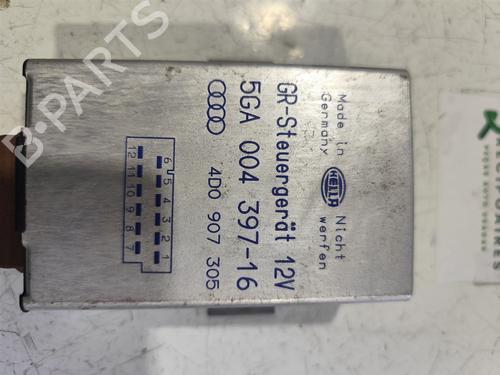 Made in
Germany
HELLA
Nicht
werfen
GR-Steuergerät 12V
5GA 004 397-16
4D0 907 305
6 5 4 3 2 1
12 11 10 9 8 7